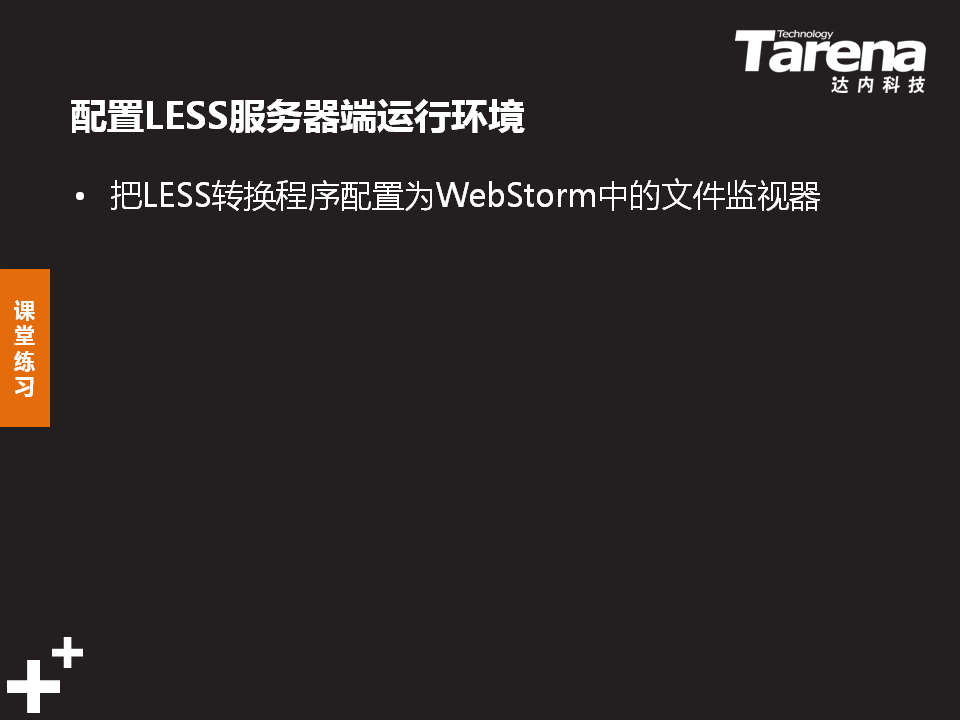 Technology
Tarena
达内科技
配置LESS服务器端运行环境
• 把LESS转换程序配置为WebStorm中的文件监视器
课堂练习